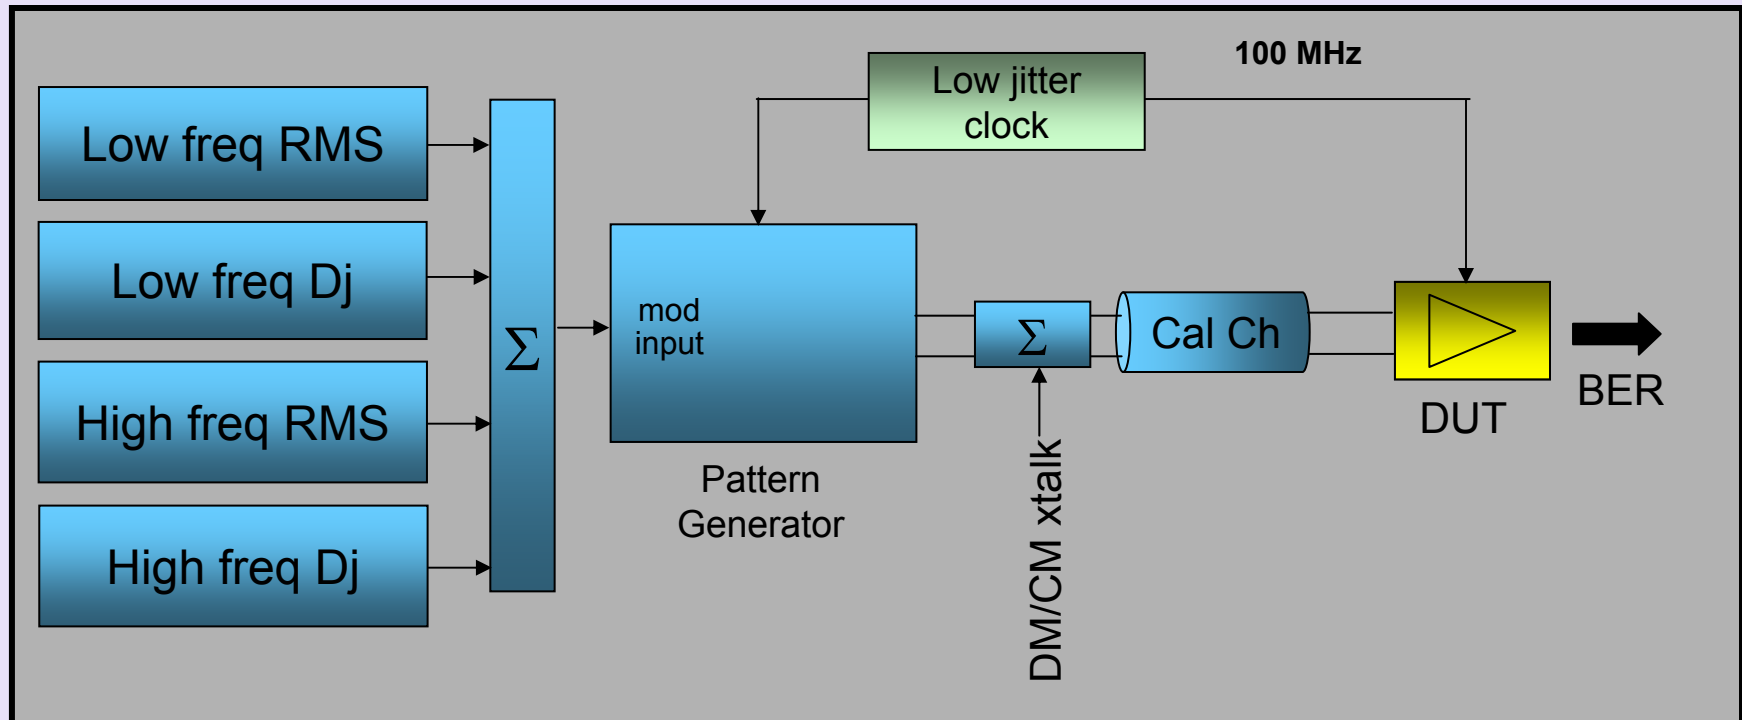 100 MHz
Low jitter
clock
Low freq RMS
Low freq Dj
High freq RMS
High freq Dj
Σ
mod
input
Pattern
Generator
Σ
DM/CM xtalk
Cal Ch
DUT
BER